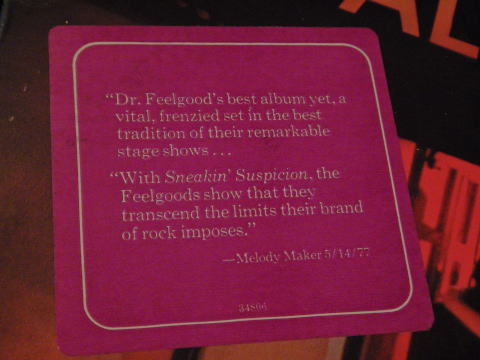 AL
“Dr. Feelgood's best album yet, a
vital, frenzied set in the best
tradition of their remarkable
stage shows...
“With Sneakin' Suspicion, the
Feelgoods show that they
transcend the limits their brand
of rock imposes.”
—Melody Maker 5/14/77
34806